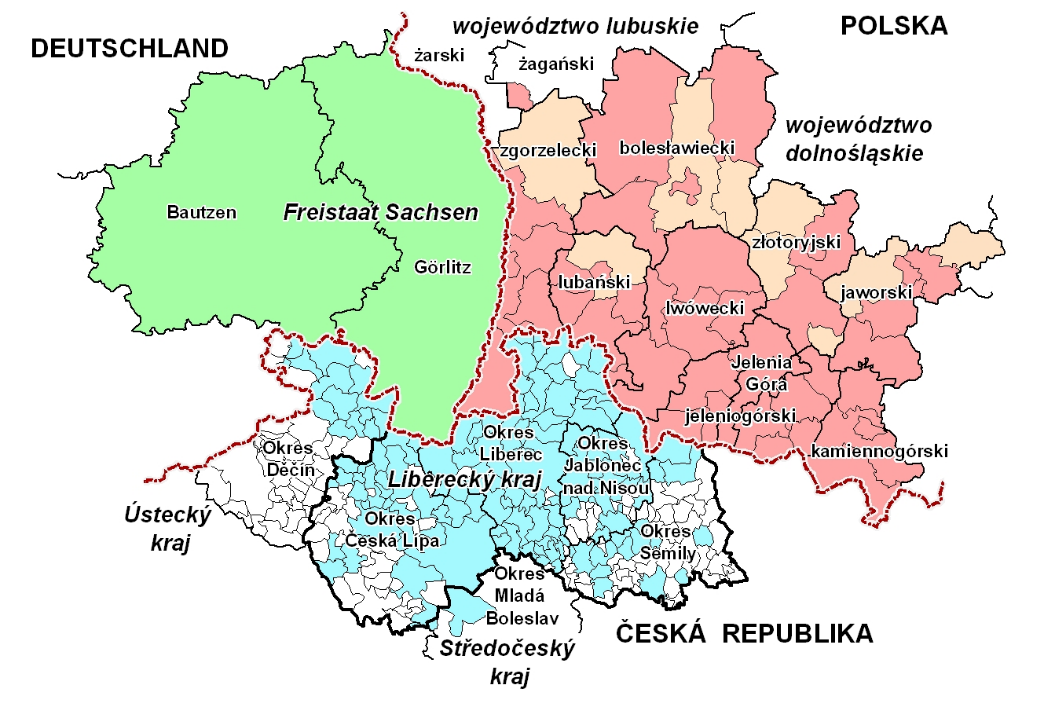 DEUTSCHLAND
województwo lubuskie
POLSKA
żarski
żagański
województwo
dolnośląskie
zgorzelecki
bolesławiecki
Bautzen
Freistaat Sachsen
Görlitz
złotoryjski
lubański
lwówecki
jaworski
Jelenia
Góra
jeleniogórski
kamiennogórski
Okres
Děčín
Okres
Liberec
Okres
Jablonec
nad Nisou
Liberecký kraj
Ústecký
kraj
Okres
Česká Lípa
Okres
Semily
Okres
Mladá
Boleslav
Středočeský
kraj
ČESKÁ REPUBLIKA